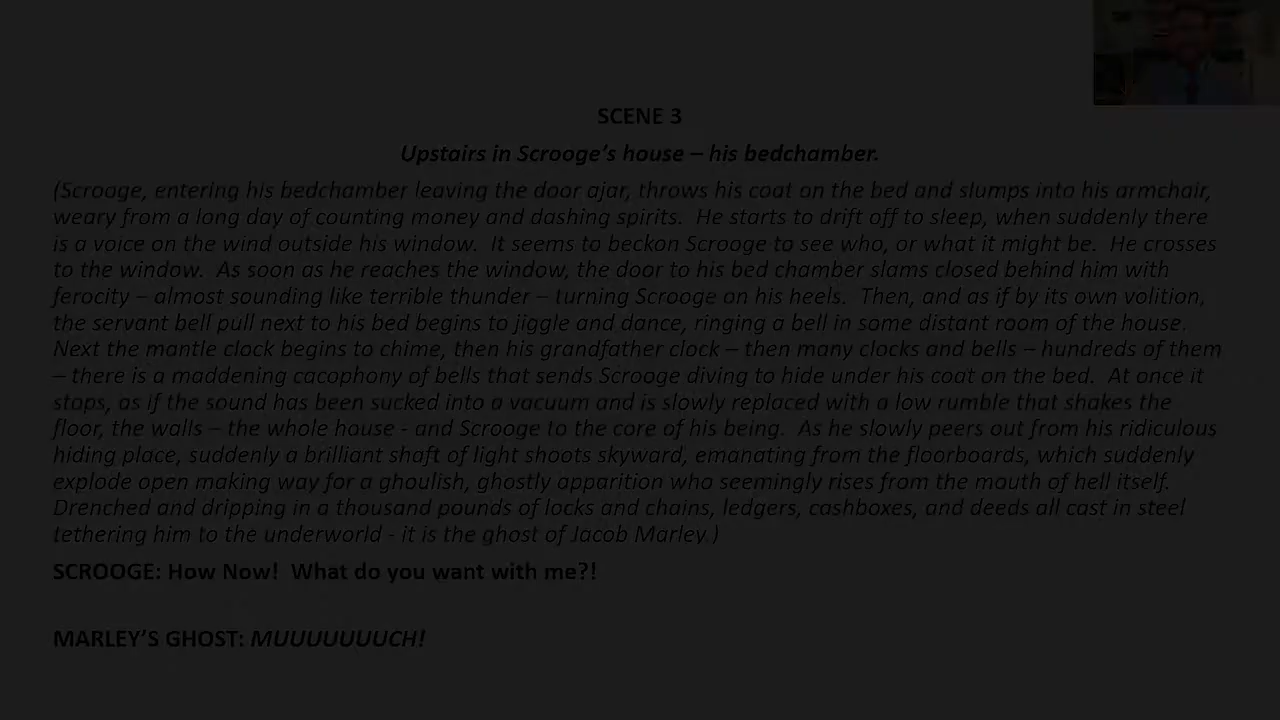 SCENE 3
Upstairs in Scrooge’s house – his bedchamber.
(Scrooge, entering his bedchamber leaving the door ajar, throws his coat on the bed and slumps into his armchair,
weary from a long day of counting money and dashing spirits.  He starts to drift off to sleep, when suddenly there
is a voice on the wind outside his window.  It seems to beckon Scrooge to see who, or what it might be.  He crosses
to the window.  As soon as he reaches the window, the door to his bed chamber slams closed behind him with
ferocity – almost sounding like terrible thunder – turning Scrooge on his heels.  Then, and as if by its own volition,
the servant bell pull next to his bed begins to jiggle and dance, ringing a bell in some distant room of the house.
Next the mantle clock begins to chime, then his grandfather clock – then many clocks and bells – hundreds of them
– there is a maddening cacophony of bells that sends Scrooge diving to hide under his coat on the bed.  At once it
stops, as if the sound has been sucked into a vacuum and is slowly replaced with a low rumble that shakes the
floor, the walls – the whole house - and Scrooge to the core of his being.  As he slowly peers out from his ridiculous
hiding place, suddenly a brilliant shaft of light shoots skyward, emanating from the floorboards, which suddenly
explode open making way for a ghoulish, ghostly apparition who seemingly rises from the mouth of hell itself.
Drenched and dripping in a thousand pounds of locks and chains, ledgers, cashboxes, and deeds all cast in steel
tethering him to the underworld - it is the ghost of Jacob Marley.)
SCROOGE: How Now!  What do you want with me?!
MARLEY’S GHOST: MUUUUUUUCH!